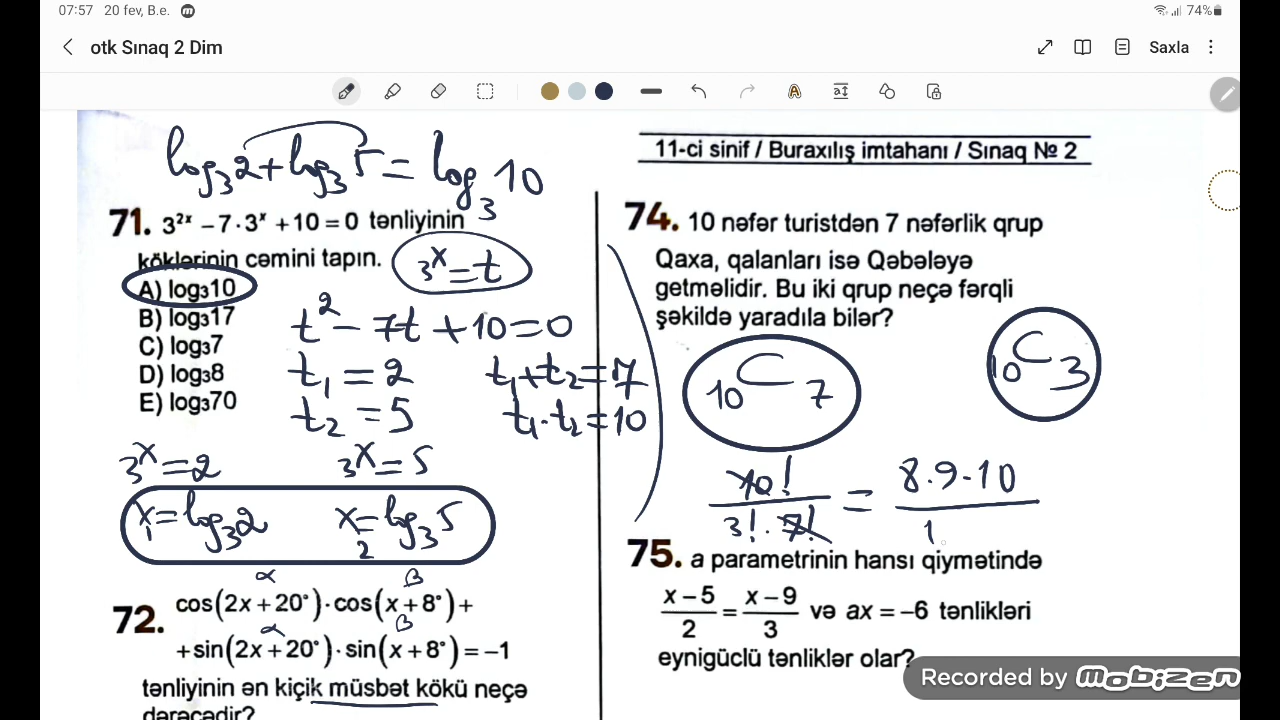 07:57 20 fev, B.e. 74%
otk Sınaq 2 Dim Saxla
log₃2+log₃5=log₃10
71. 3²ˣ – 7 · 3ˣ + 10 = 0 tənliyinin
köklərinin cəmini tapın.
3ˣ=t
A) log₃10
B) log₃17
C) log₃7
D) log₃8
E) log₃70
t²-7t+10=0
t₁=2 t₁+t₂=7
t₂=5 t₁·t₂=10
3ˣ=2 3ˣ=5
x₁=log₃2 x₂=log₃5
α β
72. cos(2x+20°)·cos(x+8°)+
α β
+sin(2x+20°)·sin(x+8°)=–1
tənliyinin ən kiçik müsbət kökü neçə
dərəcədir?
11-ci sinif / Buraxılış imtahanı / Sınaq № 2
74. 10 nəfər turistdən 7 nəfərlik qrup
Qaxa, qalanları isə Qəbələyə
getməlidir. Bu iki qrup neçə fərqli
şəkildə yaradıla bilər?
₁₀C₇ ₁₀C₃
10!/3!·7! = 8·9·10/1
75. a parametrinin hansı qiymətində
(x–5)/2 = (x–9)/3 və ax = –6 tənlikləri
eynigüclü tənliklər olar?
Recorded by MOBIZEN